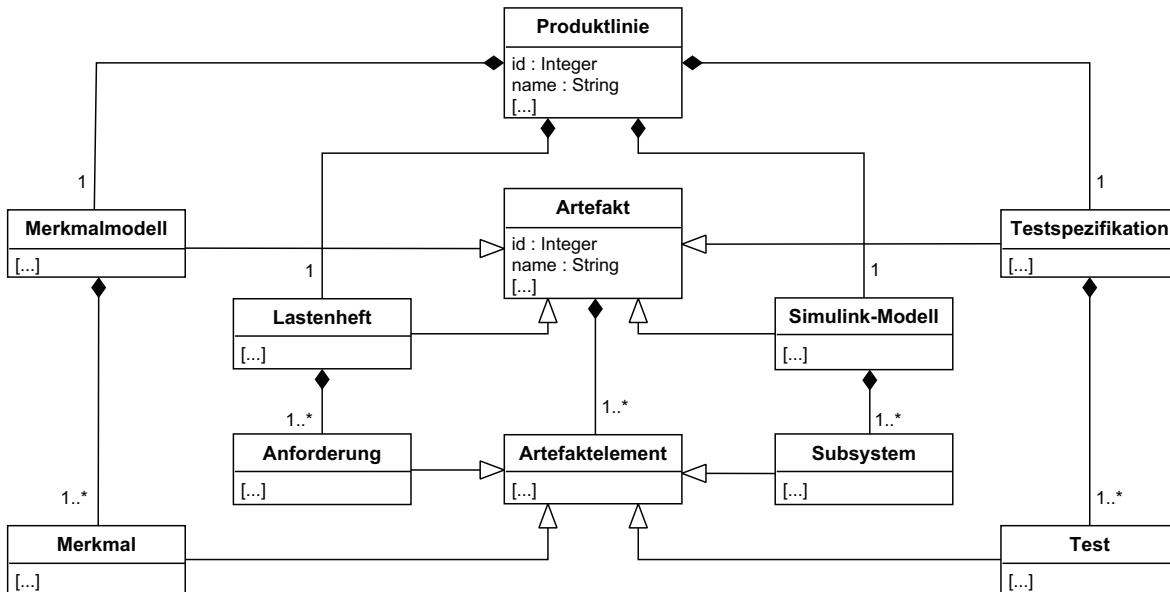 Produktlinie
id : Integer
name : String
[...]
1
1
Merkmalmodell
[...]
Artefakt
id : Integer
name : String
[...]
Testspezifikation
[...]
1
1
Lastenheft
[...]
Simulink-Modell
[...]
1..*
1..*
1..*
Anforderung
[...]
Artefaktelement
[...]
Subsystem
[...]
1..*
1..*
Merkmal
[...]
Test
[...]